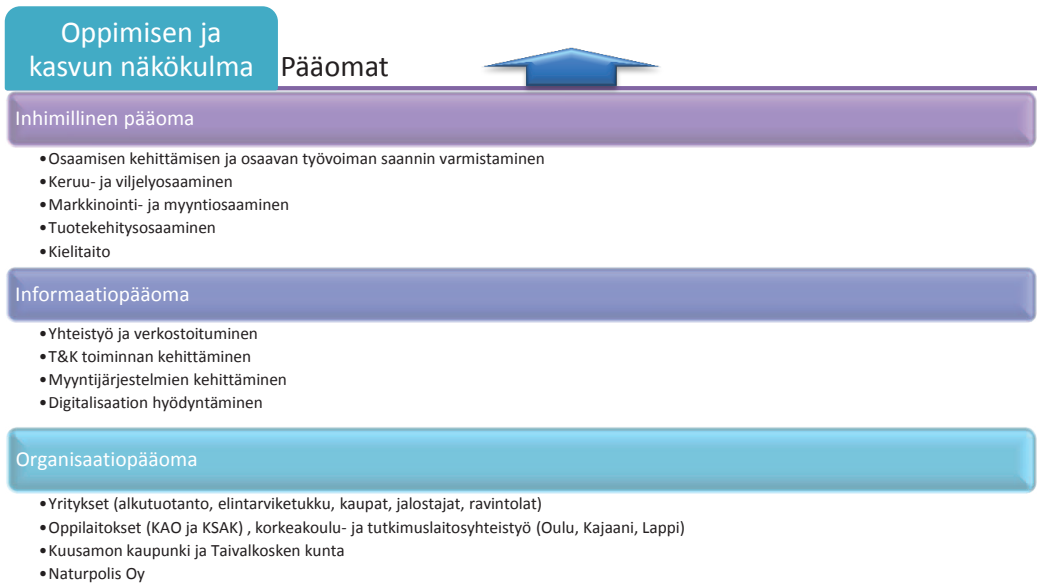 Oppimisen ja
kasvun näkökulma
Pääomat
Inhimillinen pääoma
•Osaamisen kehittämisen ja osaavan työvoiman saannin varmistaminen
•Keruu- ja viljelyosaaminen
•Markkinointi- ja myyntiosaaminen
•Tuotekehitysosaaminen
•Kielitaito
Informaatiopääoma
•Yhteistyö ja verkostoituminen
•T&K toiminnan kehittäminen
•Myyntijärjestelmien kehittäminen
•Digitalisaation hyödyntäminen
Organisaatiopääoma
•Yritykset (alkutuotanto, elintarviketukku, kaupat, jalostajat, ravintolat)
•Oppilaitokset (KAO ja KSAK) , korkeakoulu- ja tutkimuslaitosyhteistyö (Oulu, Kajaani, Lappi)
•Kuusamon kaupunki ja Taivalkosken kunta
•Naturpolis Oy